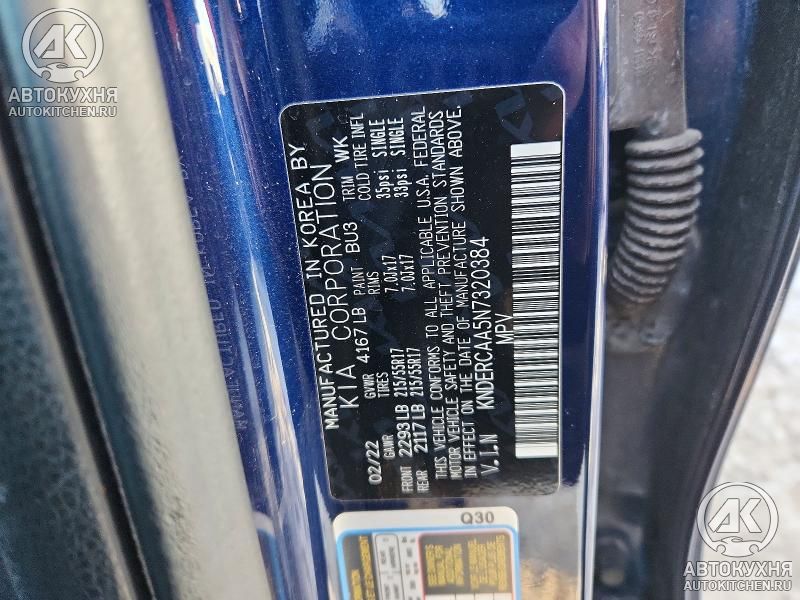 АВТОКУХНЯ
AUTOKITCHEN.RU
MANUFACTURED IN KOREA BY
KIA CORPORATION
02/22 4167 LB PAINT BU3 TRIM WK
GVWR
GAWR TIRES RIMS COLD TIRE INFL
FRONT 2293 LB 215/55R17 7.0Jx17 35psi SINGLE
REAR 2117 LB 215/55R17 7.0Jx17 33psi SINGLE
THIS VEHICLE CONFORMS TO ALL APPLICABLE U.S.A. FEDERAL
MOTOR VEHICLE SAFETY AND THEFT PREVENTION STANDARDS
IN EFFECT ON THE DATE OF MANUFACTURE SHOWN ABOVE.
V.I.N KNDERCAA5N7320384
MPV
Q30
АВТОКУХНЯ
AUTOKITCHEN.RU